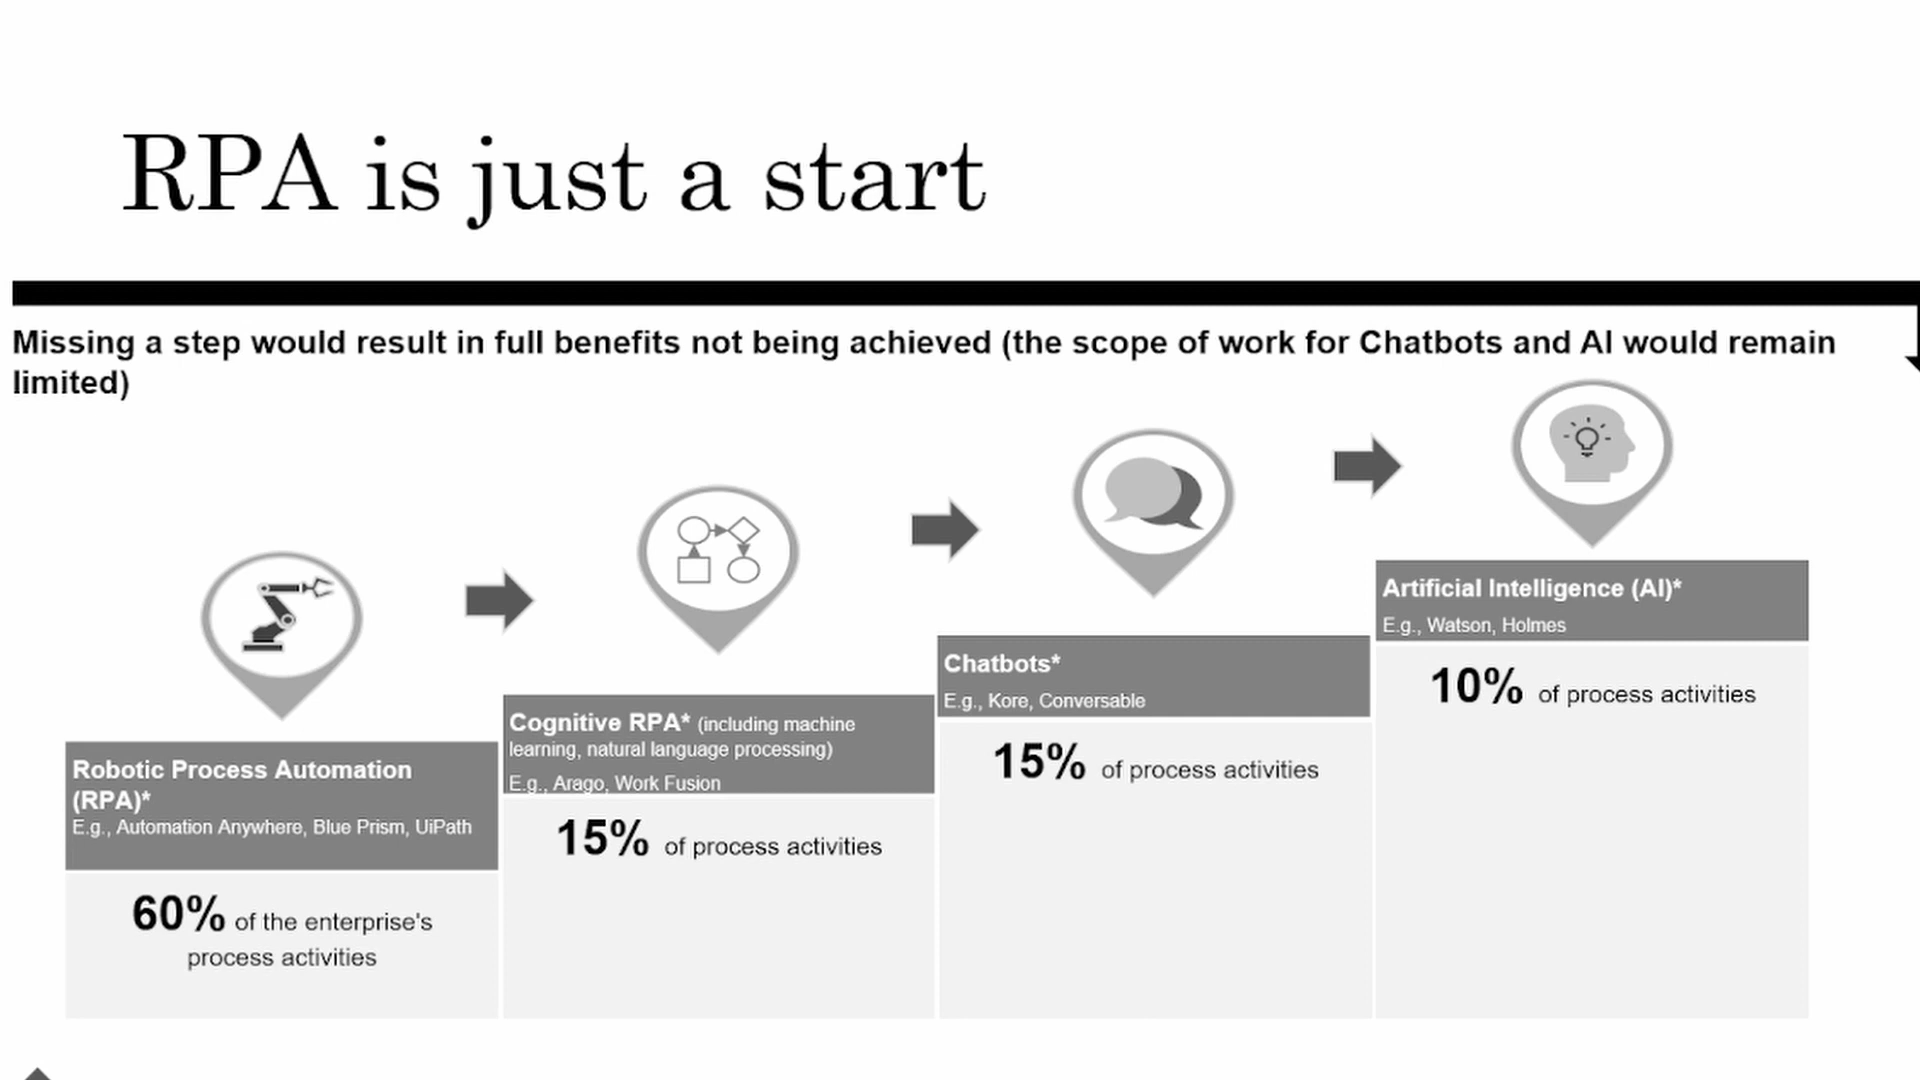 RPA is just a start
Missing a step would result in full benefits not being achieved (the scope of work for Chatbots and AI would remain
limited)
Robotic Process Automation
(RPA)*
E.g., Automation Anywhere, Blue Prism, UiPath
60% of the enterprise's
process activities
Cognitive RPA* (including machine
learning, natural language processing)
E.g., Arago, Work Fusion
15% of process activities
Chatbots*
E.g., Kore, Conversable
15% of process activities
Artificial Intelligence (AI)*
E.g., Watson, Holmes
10% of process activities